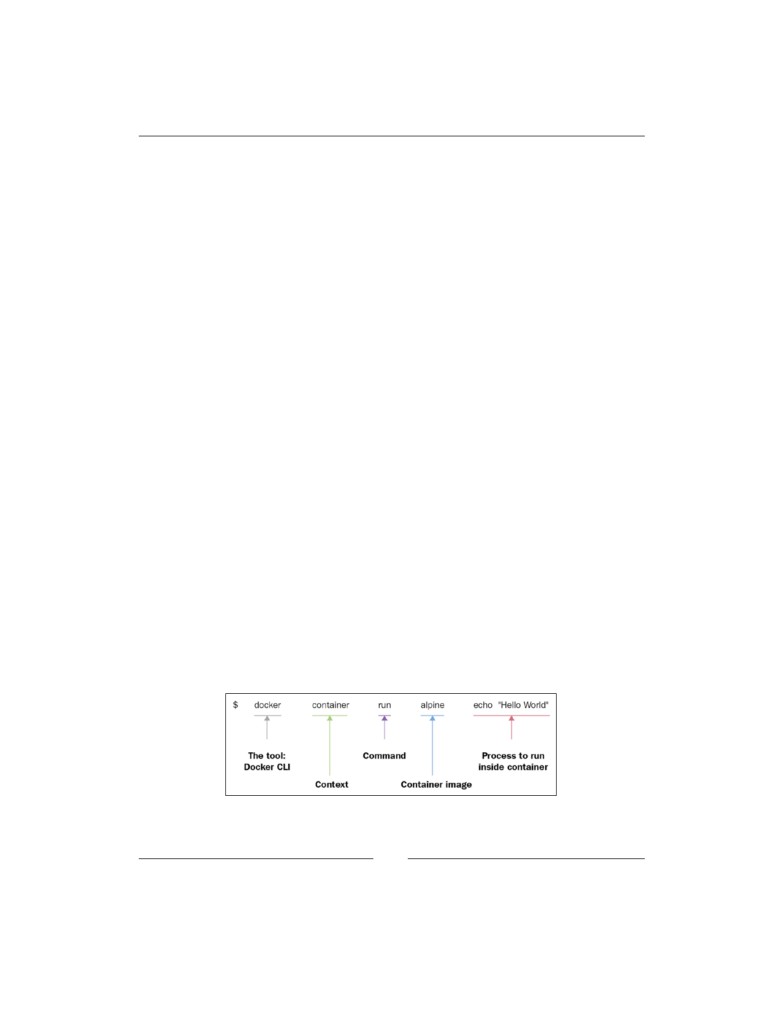 $ docker container run alpine echo "Hello World"
The tool: Command Process to run
Docker CLI inside container
Context Container image